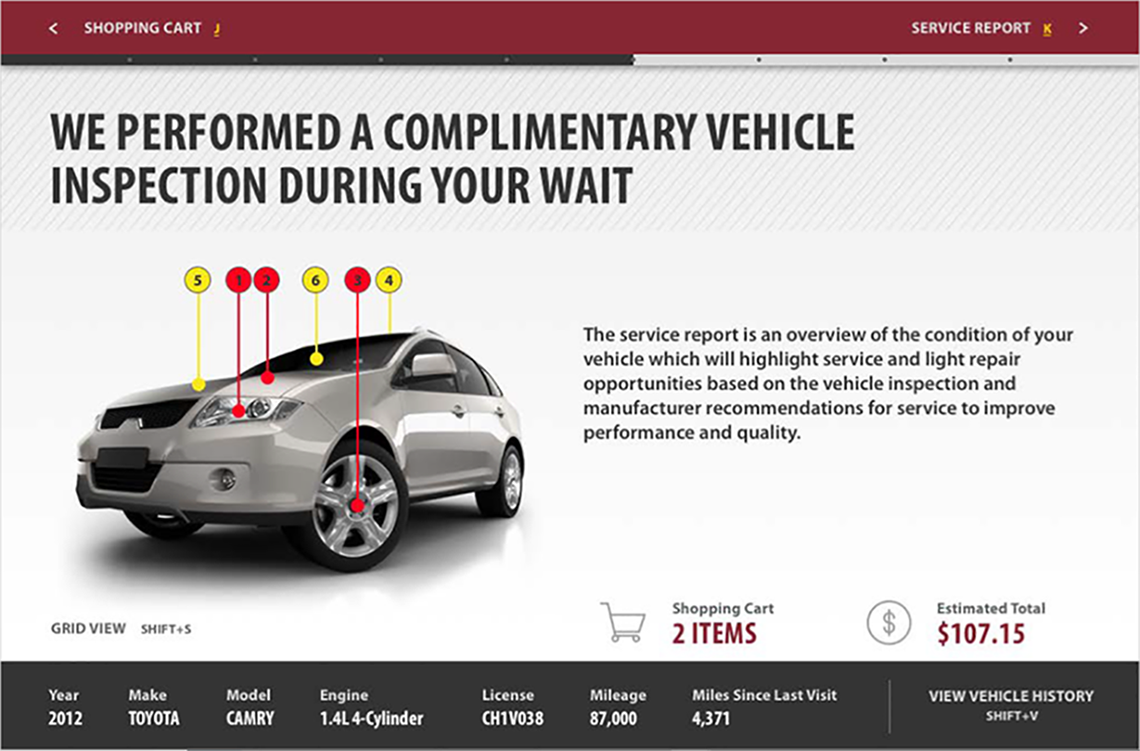 SHOPPING CART J
SERVICE REPORT K
WE PERFORMED A COMPLIMENTARY VEHICLE
INSPECTION DURING YOUR WAIT
5 1 2 6 3 4
The service report is an overview of the condition of your
vehicle which will highlight service and light repair
opportunities based on the vehicle inspection and
manufacturer recommendations for service to improve
performance and quality.
GRID VIEW SHIFT+S
Shopping Cart
2 ITEMS
$
Estimated Total
$107.15
Year
2012
Make
TOYOTA
Model
CAMRY
Engine
1.4L 4-Cylinder
License
CH1V038
Mileage
87,000
Miles Since Last Visit
4,371
VIEW VEHICLE HISTORY
SHIFT+V